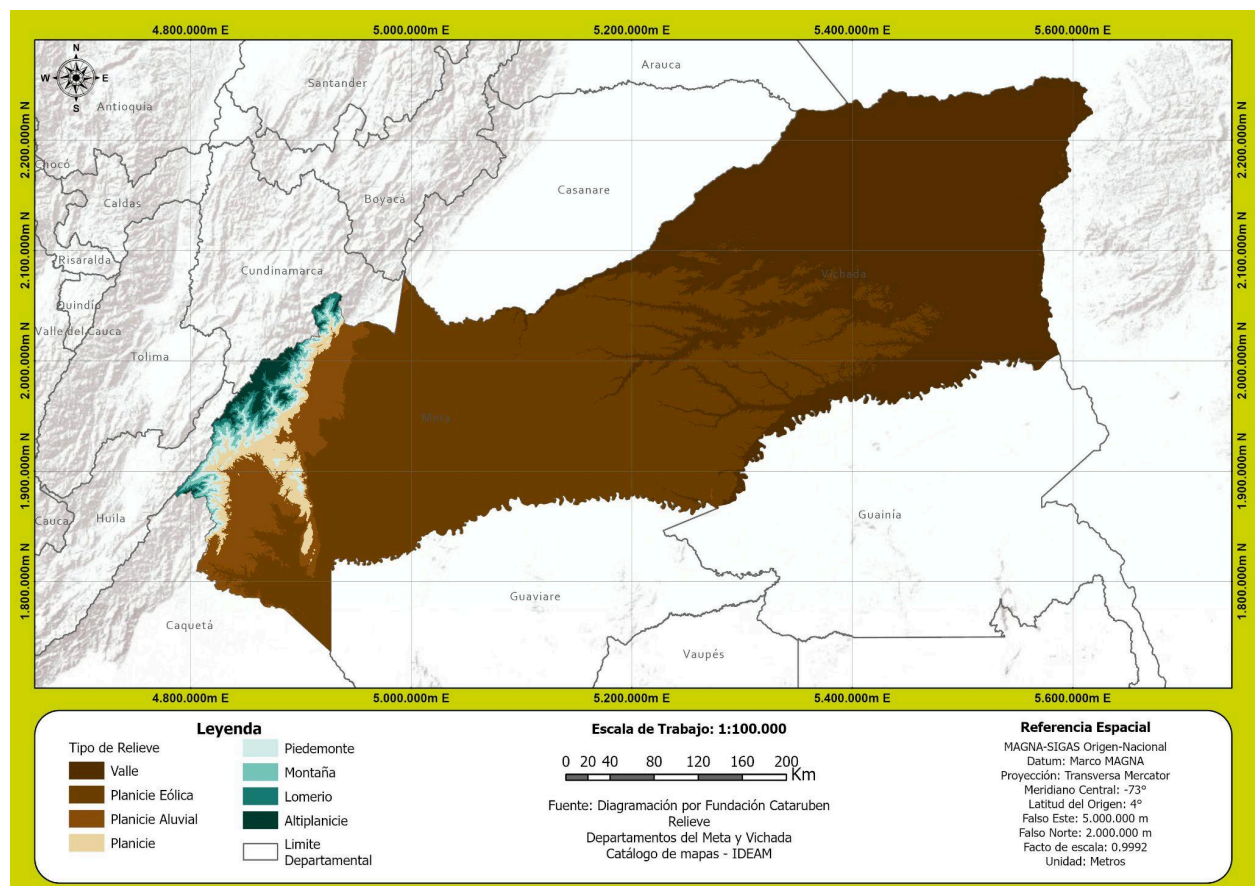 4.800.000m E
5.000.000m E
5.200.000m E
5.400.000m E
5.600.000m E
N
W
E
S
Arauca
Santander
Antioquia
2.200.000m N
2.200.000m N
Chocó
Casanare
Boyacá
Caldas
Risaralda
Cundinamarca
Vichada
2.100.000m N
2.100.000m N
Quindío
Valle del Cauca
Tolima
2.000.000m N
2.000.000m N
Meta
1.900.000m N
1.900.000m N
Cauca
Huila
Guainía
1.800.000m N
1.800.000m N
Guaviare
Caquetá
Vaupés
4.800.000m E
5.000.000m E
5.200.000m E
5.400.000m E
5.600.000m E
Leyenda
Tipo de Relieve
Valle
Planicie Eólica
Planicie Aluvial
Planicie
Piedemonte
Montaña
Lomerio
Altiplanicie
Limite
Departamental
Escala de Trabajo: 1:100.000
0 20 40 80 120 160 200
Km
Fuente: Diagramación por Fundación Cataruben
Relieve
Departamentos del Meta y Vichada
Catálogo de mapas - IDEAM
Referencia Espacial
MAGNA-SIGAS Origen-Nacional
Datum: Marco MAGNA
Proyección: Transversa Mercator
Meridiano Central: -73°
Latitud del Origen: 4°
Falso Este: 5.000.000 m
Falso Norte: 2.000.000 m
Facto de escala: 0.9992
Unidad: Metros